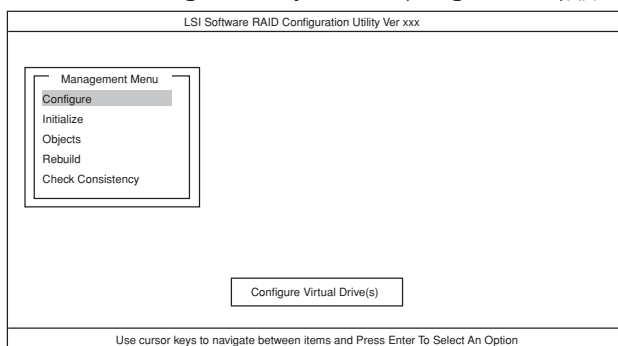 LSI Software RAID Configuration Utility Ver xxx
Management Menu
Configure
Initialize
Objects
Rebuild
Check Consistency
Configure Virtual Drive(s)
Use cursor keys to navigate between items and Press Enter To Select An Option